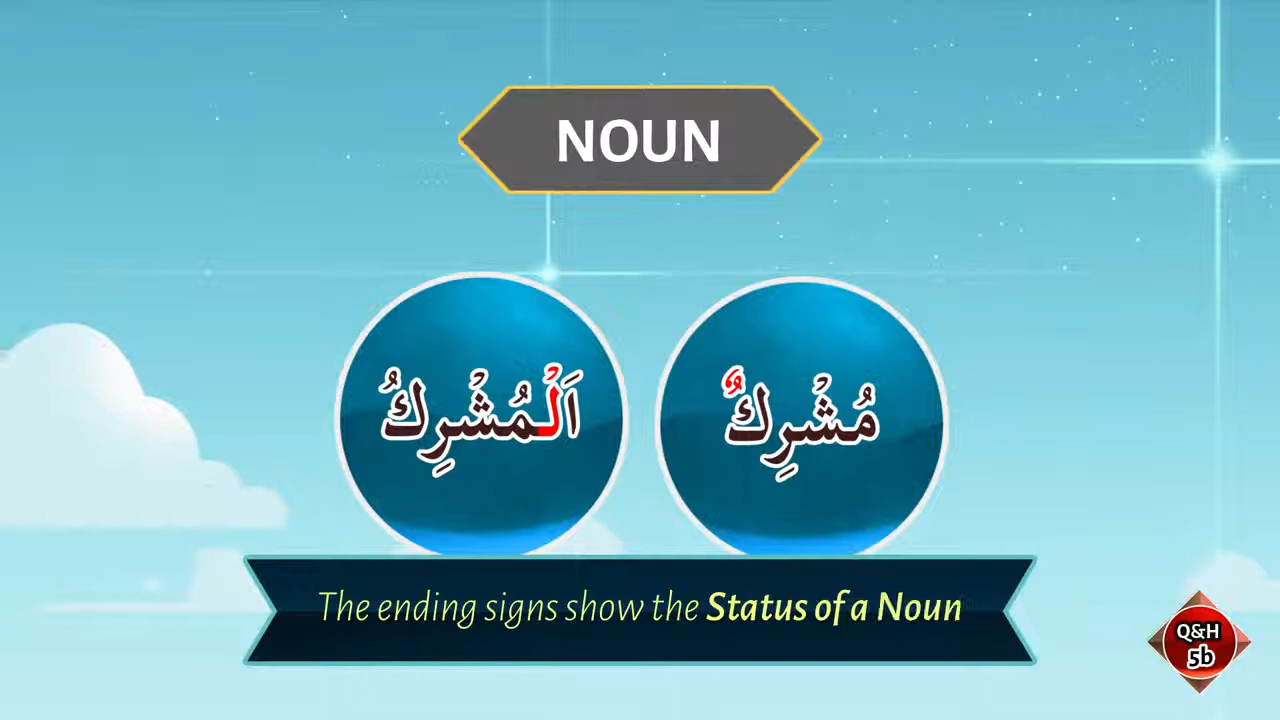 NOUN
مُشْرِكٌ
اَلْمُشْرِكُ
The ending signs show the Status of a Noun
Q&H
5b